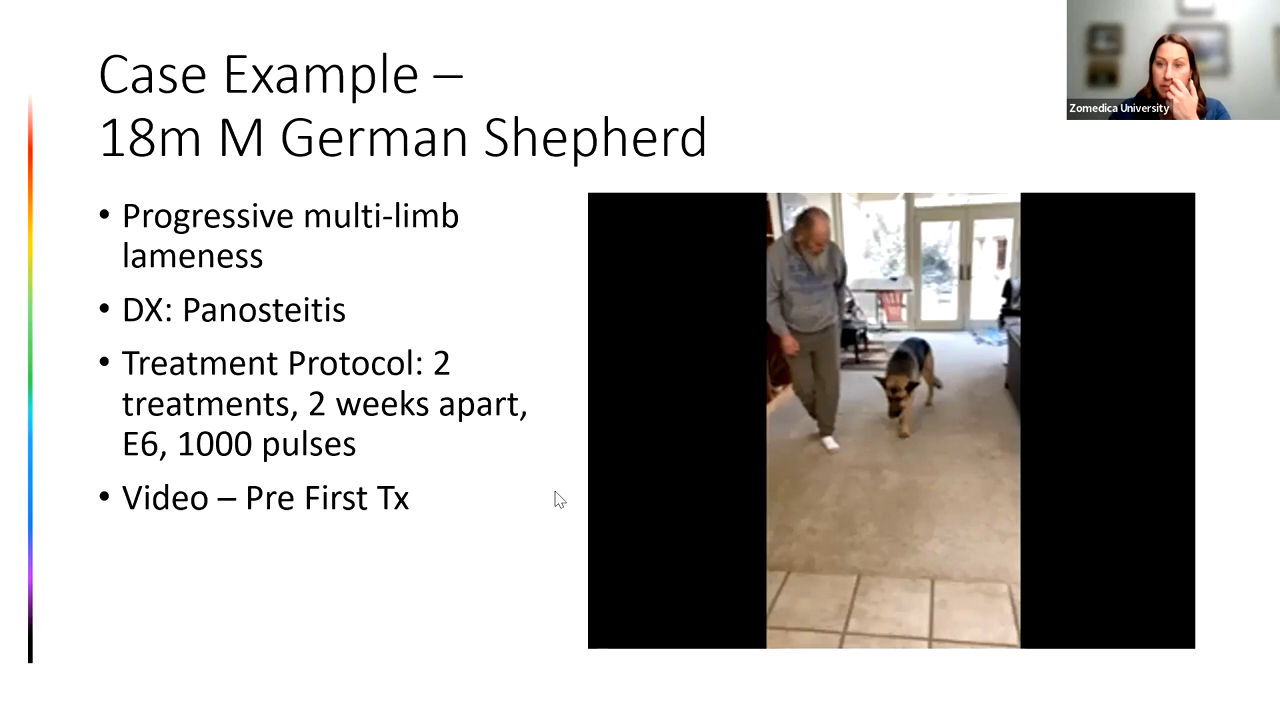 Case Example –
18m M German Shepherd
Zomedica University
• Progressive multi-limb
lameness
• DX: Panosteitis
• Treatment Protocol: 2
treatments, 2 weeks apart,
E6, 1000 pulses
• Video – Pre First Tx